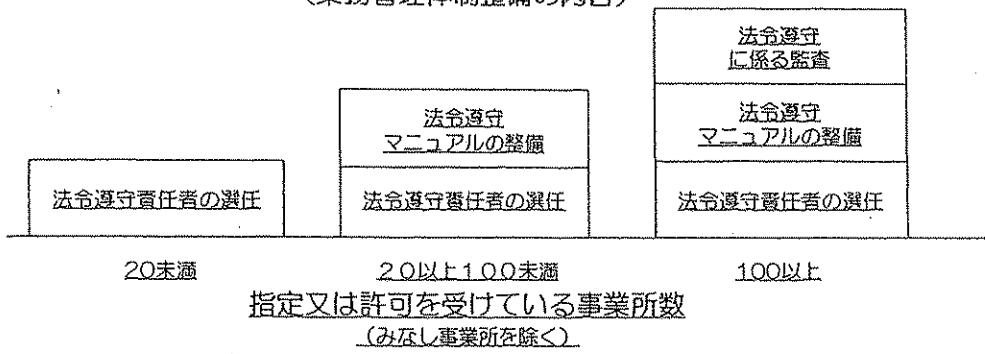 （業務管理体制整備の内容）
法令遵守
に係る監査
法令遵守
マニュアルの整備
法令遵守
マニュアルの整備
法令遵守責任者の選任
法令遵守責任者の選任
法令遵守責任者の選任
20未満
20以上100未満
100以上
指定又は許可を受けている事業所数
（みなし事業所を除く）